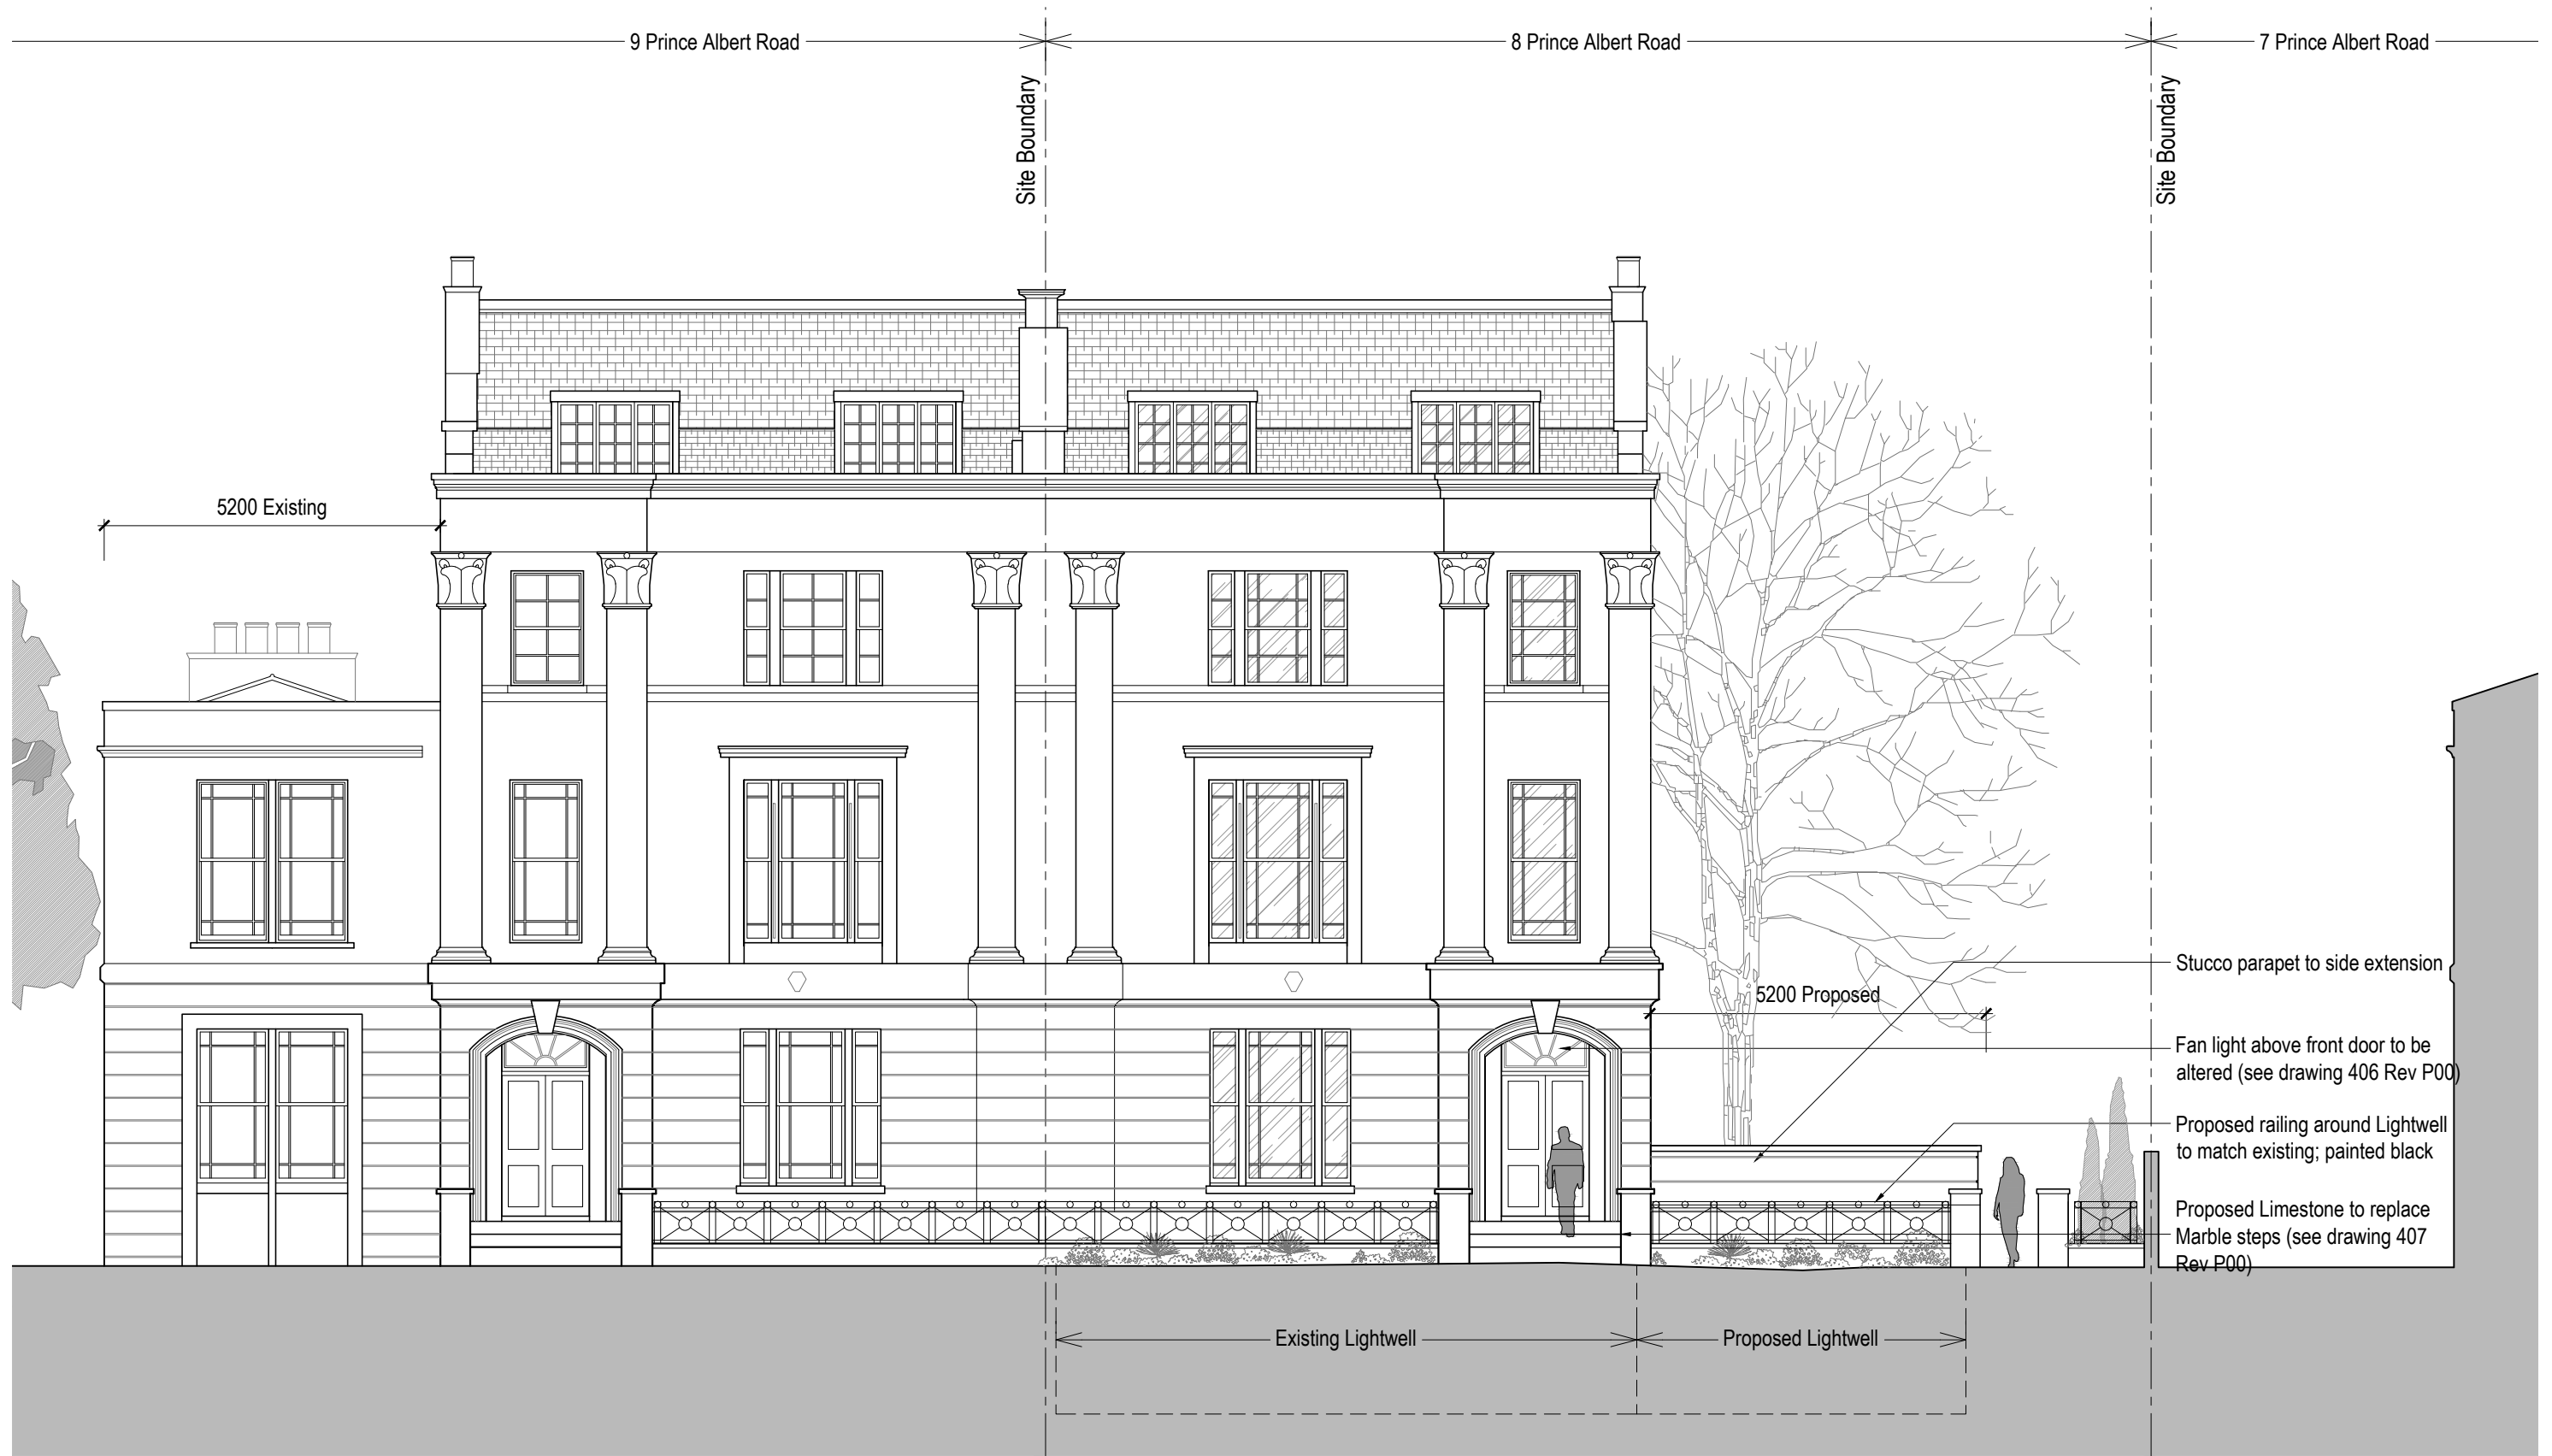 9 Prince Albert Road
8 Prince Albert Road
7 Prince Albert Road
Site Boundary
Site Boundary
5200 Existing
Stucco parapet to side extension
5200 Proposed
Fan light above front door to be
altered (see drawing 406 Rev P00)
Proposed railing around Lightwell
to match existing; painted black
Proposed Limestone to replace
Marble steps (see drawing 407
Rev P00)
Existing Lightwell
Proposed Lightwell